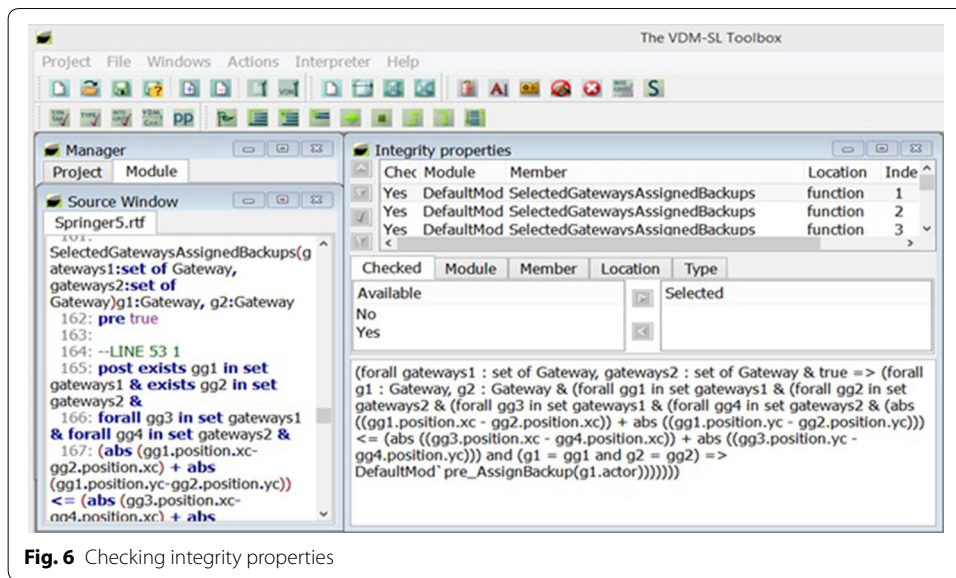 The VDM-SL Toolbox
Project File Windows Actions Interpreter Help
Manager
Project Module
Source Window
Springer5.rtf
161:
SelectedGatewaysAssignedBackups(g
ateways1:set of Gateway,
gateways2:set of
Gateway)g1:Gateway, g2:Gateway
162: pre true
163:
164: --LINE 53 1
165: post exists gg1 in set
gateways1 & exists gg2 in set
gateways2 &
166: forall gg3 in set gateways1
& forall gg4 in set gateways2 &
167: (abs (gg1.position.xc-
gg2.position.xc) + abs
(gg1.position.yc-gg2.position.yc))
<= (abs (gg3.position.xc-
gg4.position.xc) + abs
Integrity properties
Chec Module Member Location Inde
Yes DefaultMod SelectedGatewaysAssignedBackups function 1
Yes DefaultMod SelectedGatewaysAssignedBackups function 2
Yes DefaultMod SelectedGatewaysAssignedBackups function 3
Checked Module Member Location Type
Available Selected
No
Yes
(forall gateways1 : set of Gateway, gateways2 : set of Gateway & true => (forall
g1 : Gateway, g2 : Gateway & (forall gg1 in set gateways1 & (forall gg2 in set
gateways2 & (forall gg3 in set gateways1 & (forall gg4 in set gateways2 & (abs
((gg1.position.xc - gg2.position.xc)) + abs ((gg1.position.yc - gg2.position.yc)))
<= (abs ((gg3.position.xc - gg4.position.xc)) + abs ((gg3.position.yc -
gg4.position.yc))) and (g1 = gg1 and g2 = gg2) =>
DefaultMod`pre_AssignBackup(g1.actor)))))))
Fig. 6 Checking integrity properties